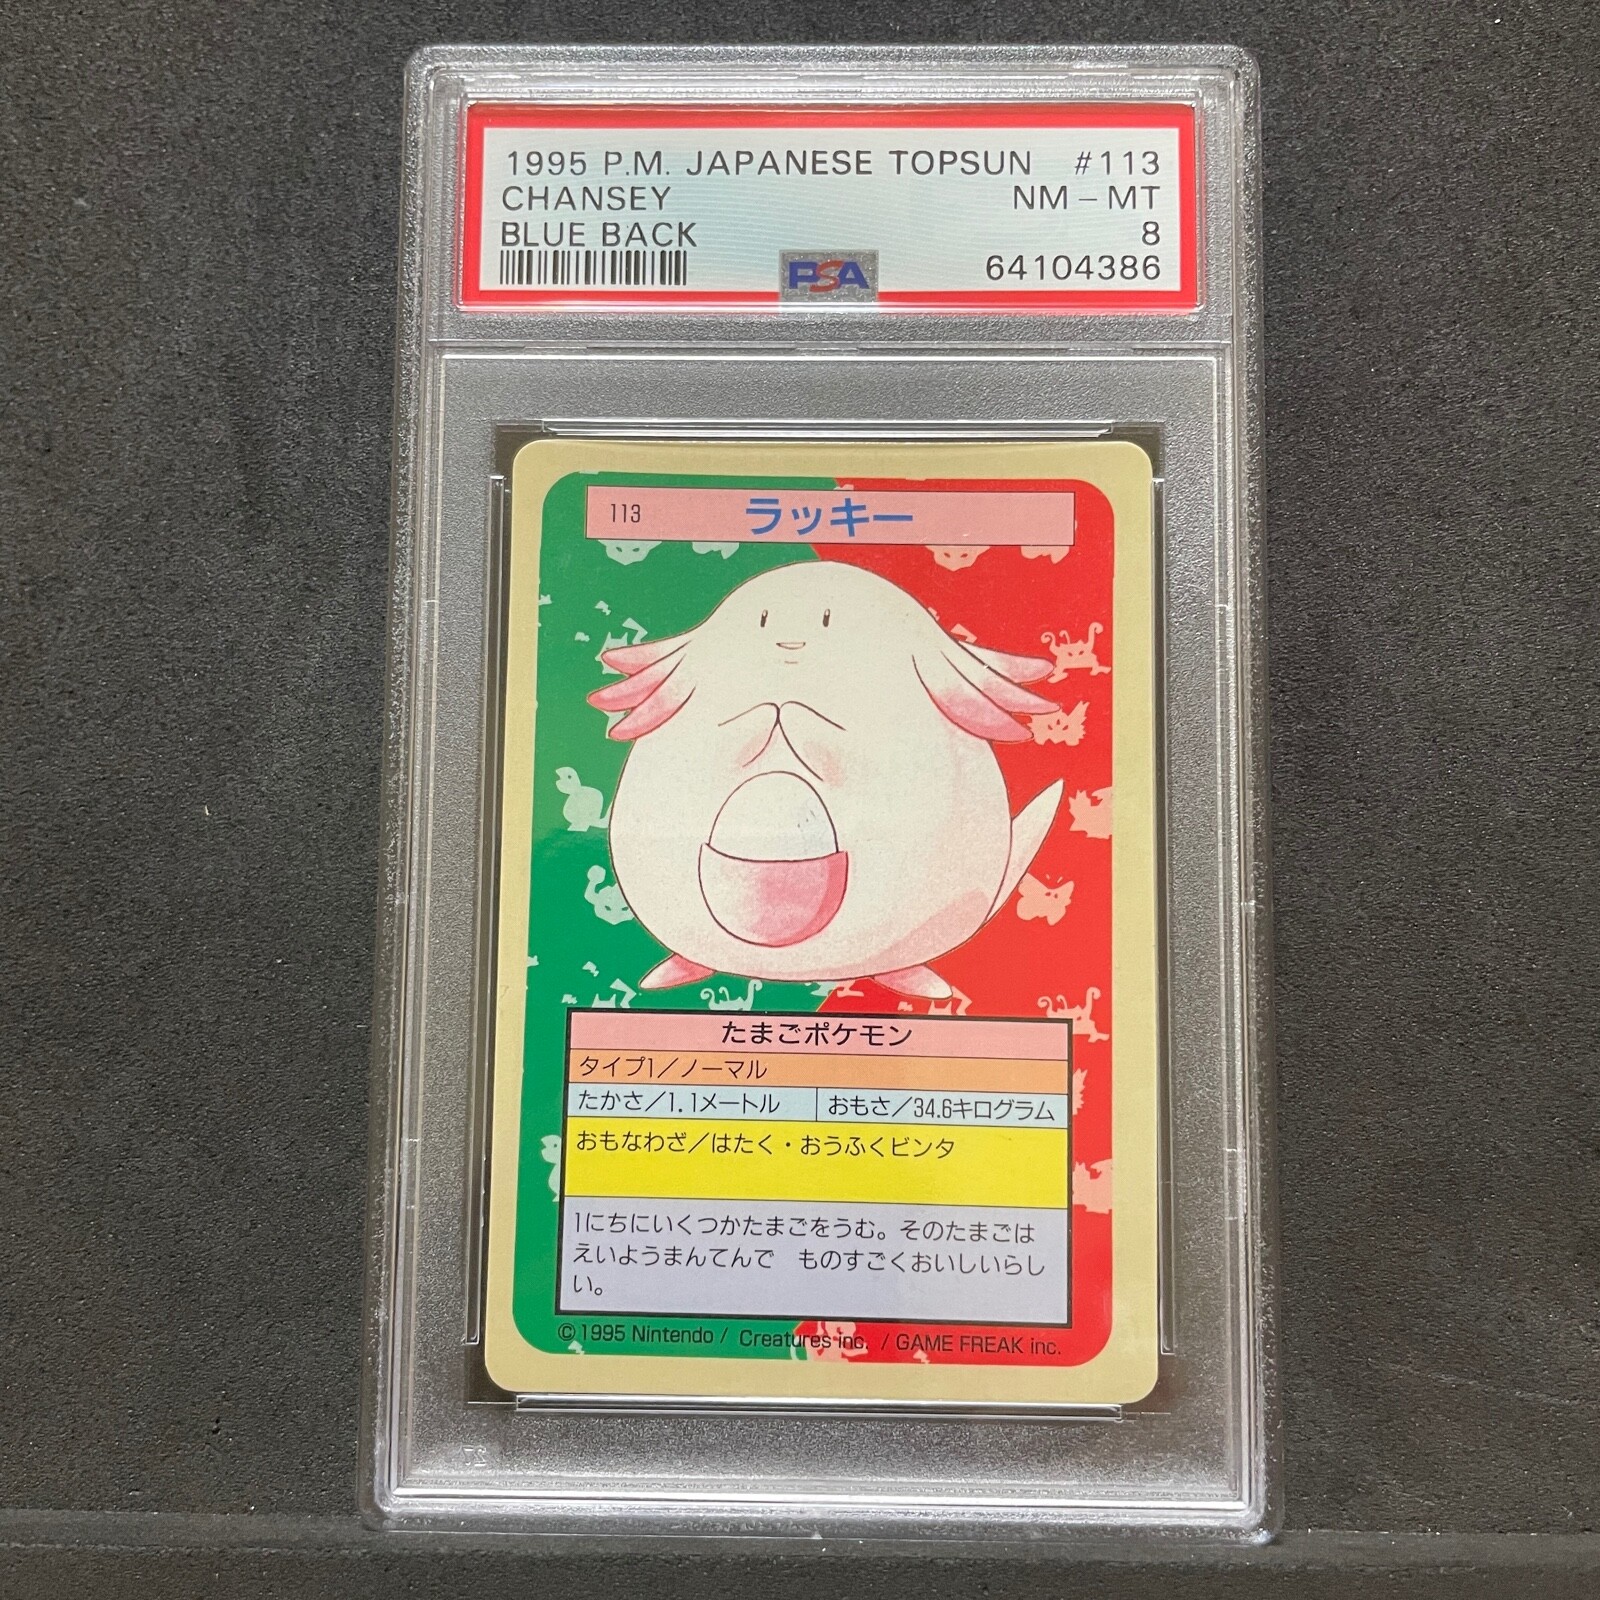 1995 P.M. JAPANESE TOPSUN #113
CHANSEY NM - MT
BLUE BACK 8
PSA 64104386
113 ラッキー
たまごポケモン
タイプ1／ノーマル
たかさ／1.1メートル おもさ／34.6キログラム
おもなわざ／はたく・おうふくビンタ
1にちにいくつかたまごをうむ。そのたまごは
えいようまんてんで　ものすごくおいしいらし
い。
©1995 Nintendo / Creatures inc. / GAME FREAK inc.